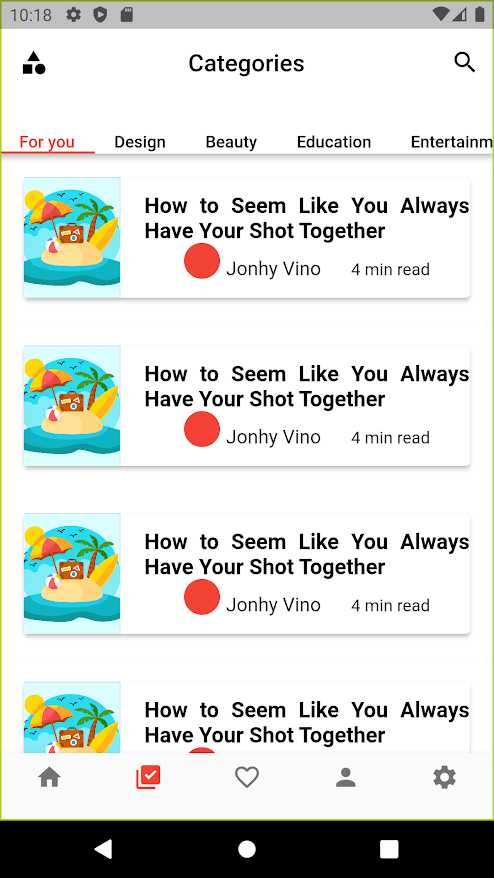 10:18
Categories
For you Design Beauty Education Entertainm
How to Seem Like You Always
Have Your Shot Together
Jonhy Vino 4 min read
How to Seem Like You Always
Have Your Shot Together
Jonhy Vino 4 min read
How to Seem Like You Always
Have Your Shot Together
Jonhy Vino 4 min read
How to Seem Like You Always
Have Your Shot Together